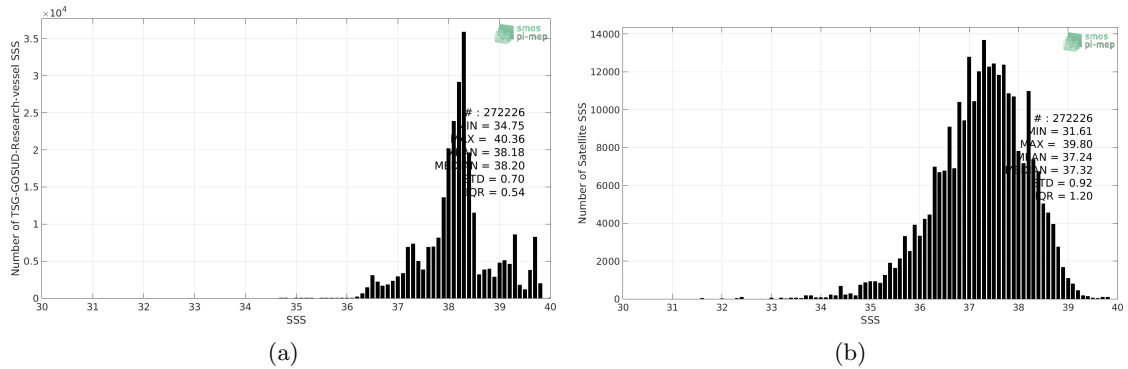 ×10⁴
3.5
3
2.5
2
1.5
1
0.5
0
Number of TSG-GOSUD-Research-vessel SSS
30 31 32 33 34 35 36 37 38 39 40
SSS
smos
pi-mep
# : 272226
MIN = 34.75
MAX = 40.36
MEAN = 38.18
MEDIAN = 38.20
STD = 0.70
IQR = 0.54
(a)
14000
12000
10000
8000
6000
4000
2000
0
Number of Satellite SSS
30 31 32 33 34 35 36 37 38 39 40
SSS
smos
pi-mep
# : 272226
MIN = 31.61
MAX = 39.80
MEAN = 37.24
MEDIAN = 37.32
STD = 0.92
IQR = 1.20
(b)